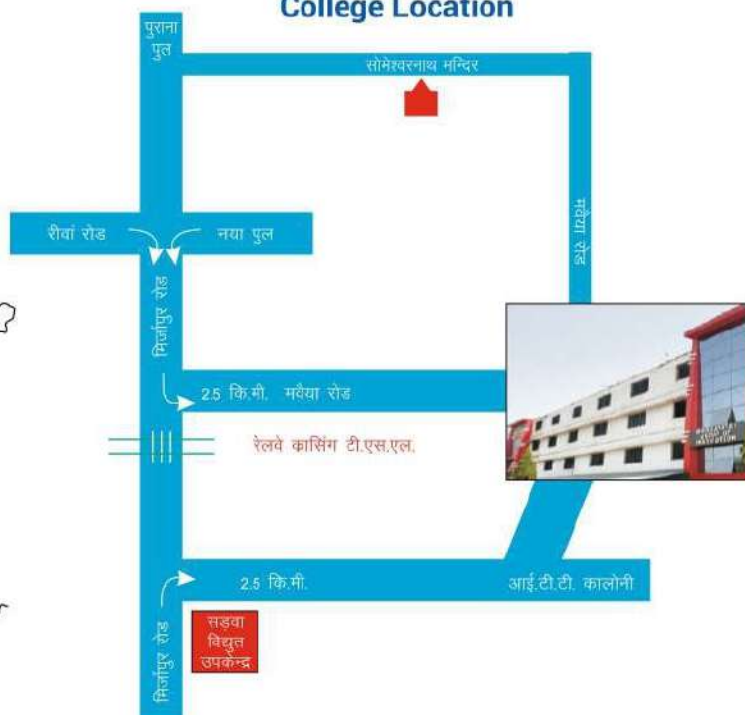 College Location
पुराना
पुल
सोमेश्वरनाथ मन्दिर
मवैया रोड
रीवां रोड
नया पुल
मिर्जापुर रोड
2.5 कि.मी. मवैया रोड
रेलवे कासिंग टी.एस.एल.
2.5 कि.मी.
आई.टी.टी. कालोनी
सड़वा
विद्युत
उपकेन्द्र
मिर्जापुर रोड